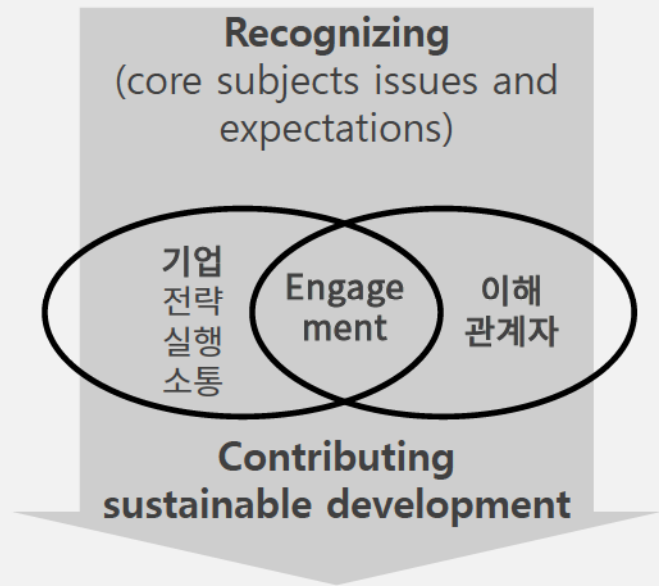 Recognizing
(core subjects issues and
expectations)
기업
전략
실행
소통
Engage
ment
이해
관계자
Contributing
sustainable development